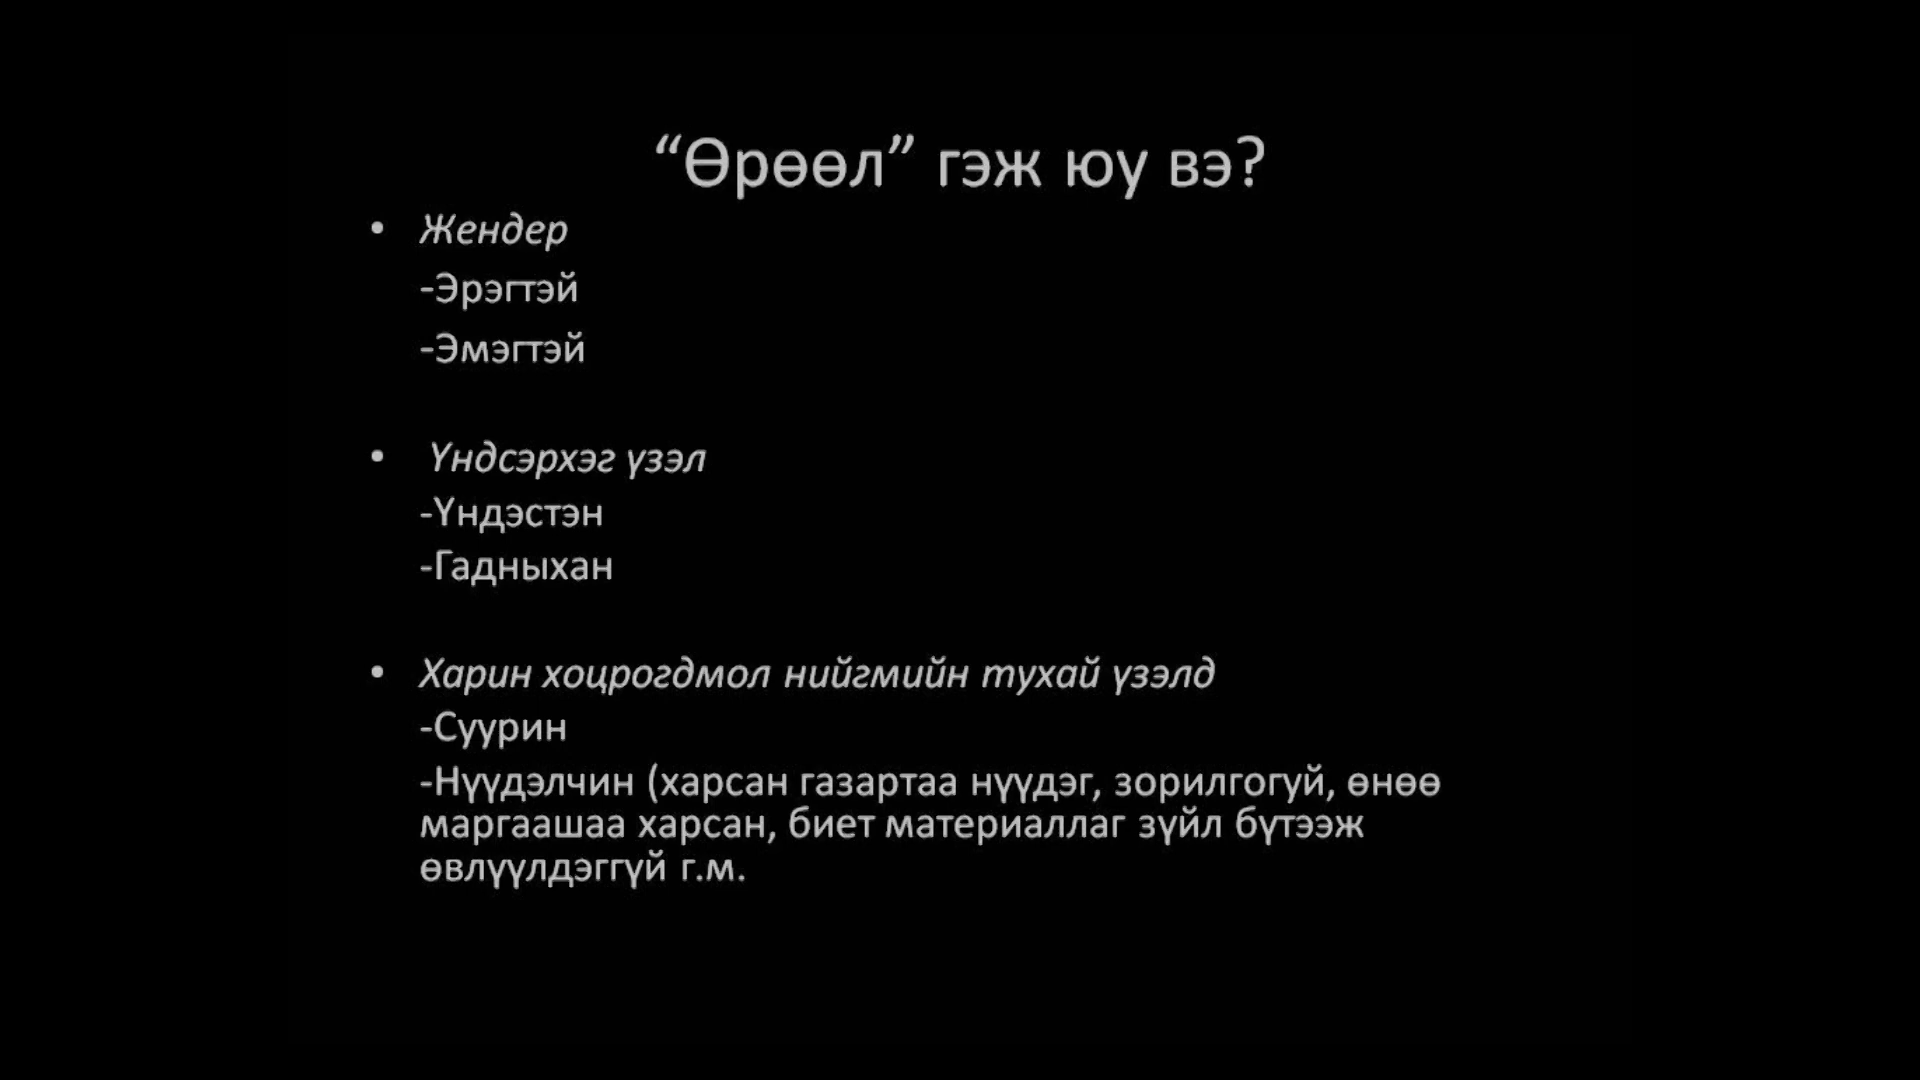 “Өрөөл” гэж юу вэ?
• Жендер
-Эрэгтэй
-Эмэгтэй
• Үндсэрхэг үзэл
-Үндэстэн
-Гадныхан
• Харин хоцрогдмол нийгмийн тухай үзэлд
-Суурин
-Нүүдэлчин (харсан газартаа нүүдэг, зорилгогуй, өнөө
маргаашаа харсан, биет материаллаг зүйл бүтээж
өвлүүлдэггүй г.м.